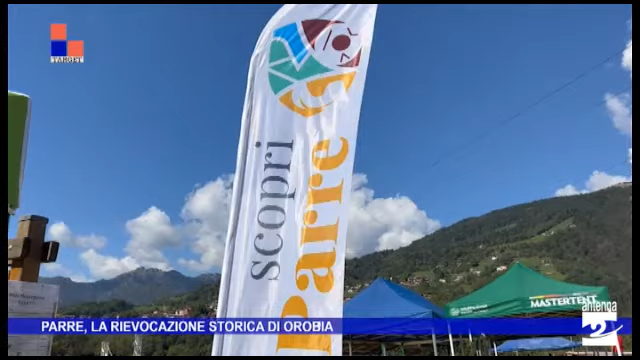 TARGET
scopri
Parre
MASTERTENT
antenna
2
PARRE, LA RIEVOCAZIONE STORICA DI OROBIA